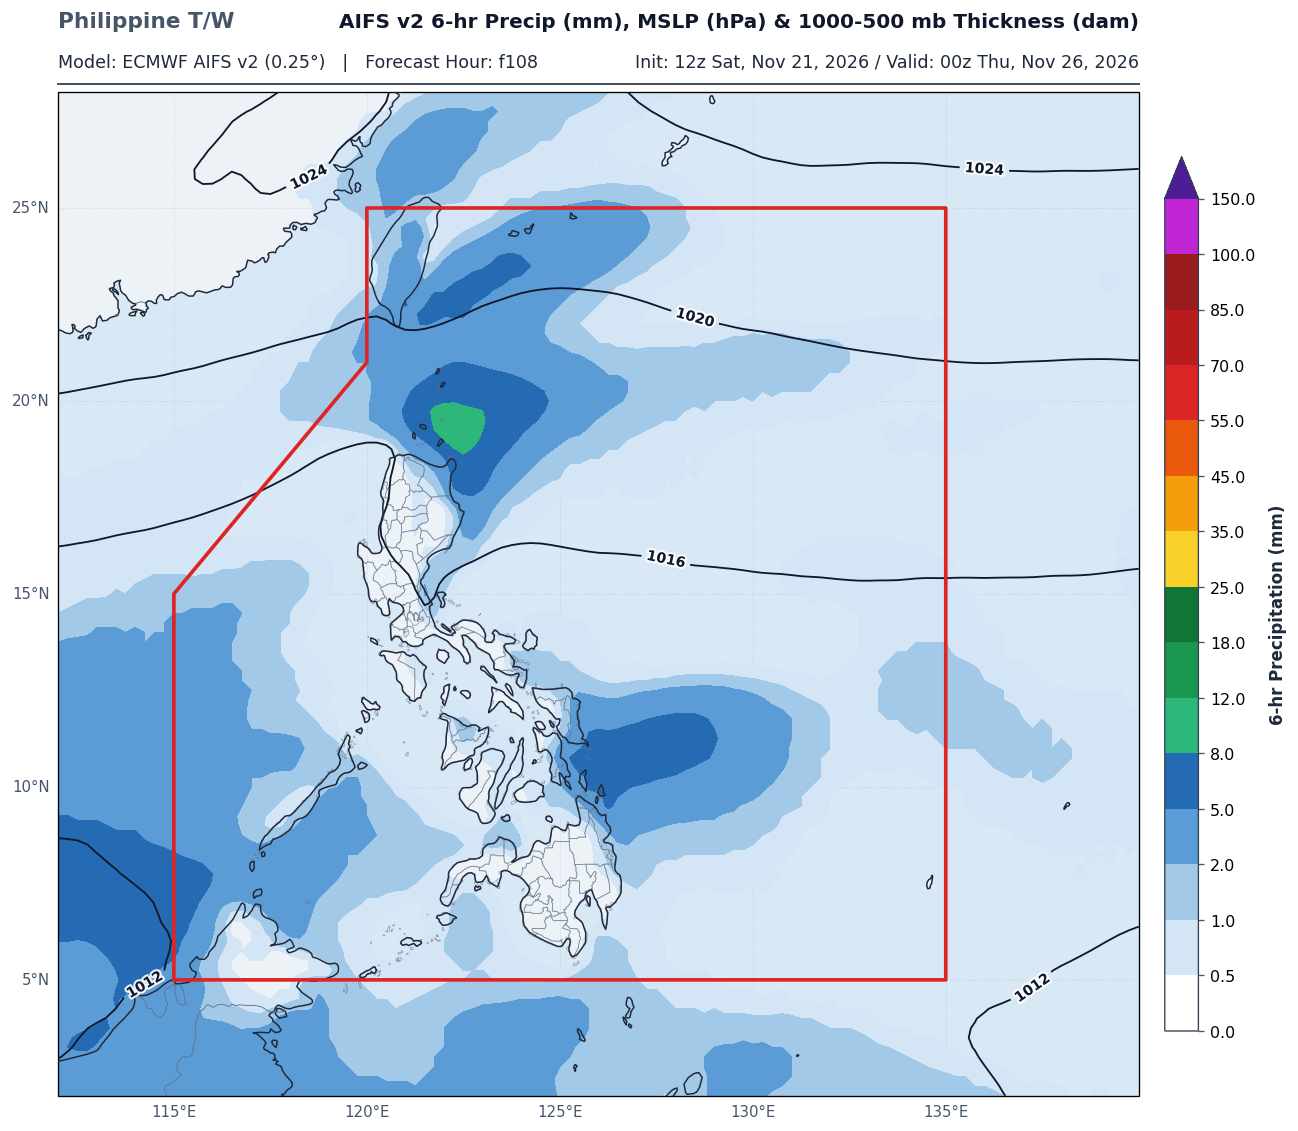 Philippine T/W
AIFS v2 6-hr Precip (mm), MSLP (hPa) & 1000-500 mb Thickness (dam)
Model: ECMWF AIFS v2 (0.25°) | Forecast Hour: f108
Init: 12z Sat, Nov 21, 2026 / Valid: 00z Thu, Nov 26, 2026
1024
1024
1020
1016
1012
1012
25°N
20°N
15°N
10°N
5°N
115°E
120°E
125°E
130°E
135°E
150.0
100.0
85.0
70.0
55.0
45.0
35.0
25.0
18.0
12.0
8.0
5.0
2.0
1.0
0.5
0.0
6-hr Precipitation (mm)